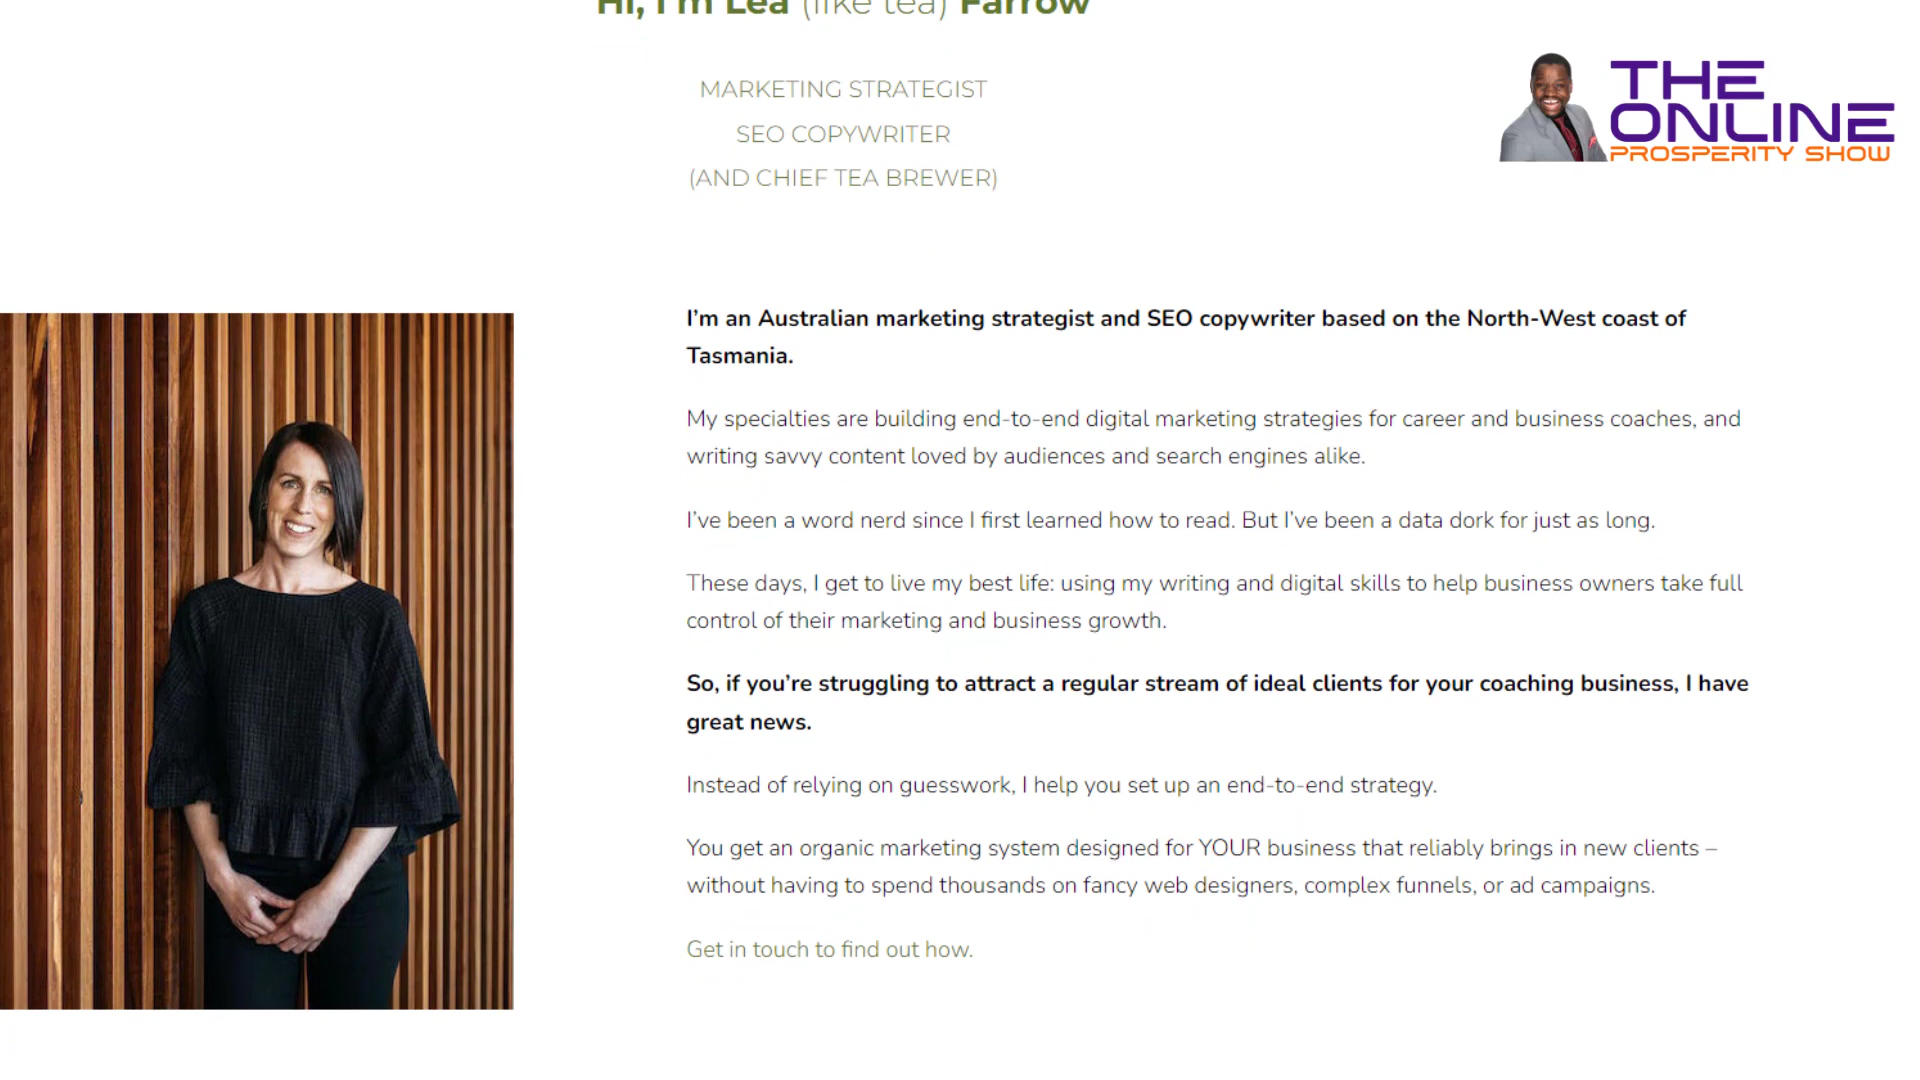 Hi, I'm Lea (like tea) Farrow
MARKETING STRATEGIST
SEO COPYWRITER
(AND CHIEF TEA BREWER)
THE
ONLINE
PROSPERITY SHOW
I’m an Australian marketing strategist and SEO copywriter based on the North-West coast of
Tasmania.
My specialties are building end-to-end digital marketing strategies for career and business coaches, and
writing savvy content loved by audiences and search engines alike.
I’ve been a word nerd since I first learned how to read. But I’ve been a data dork for just as long.
These days, I get to live my best life: using my writing and digital skills to help business owners take full
control of their marketing and business growth.
So, if you’re struggling to attract a regular stream of ideal clients for your coaching business, I have
great news.
Instead of relying on guesswork, I help you set up an end-to-end strategy.
You get an organic marketing system designed for YOUR business that reliably brings in new clients –
without having to spend thousands on fancy web designers, complex funnels, or ad campaigns.
Get in touch to find out how.